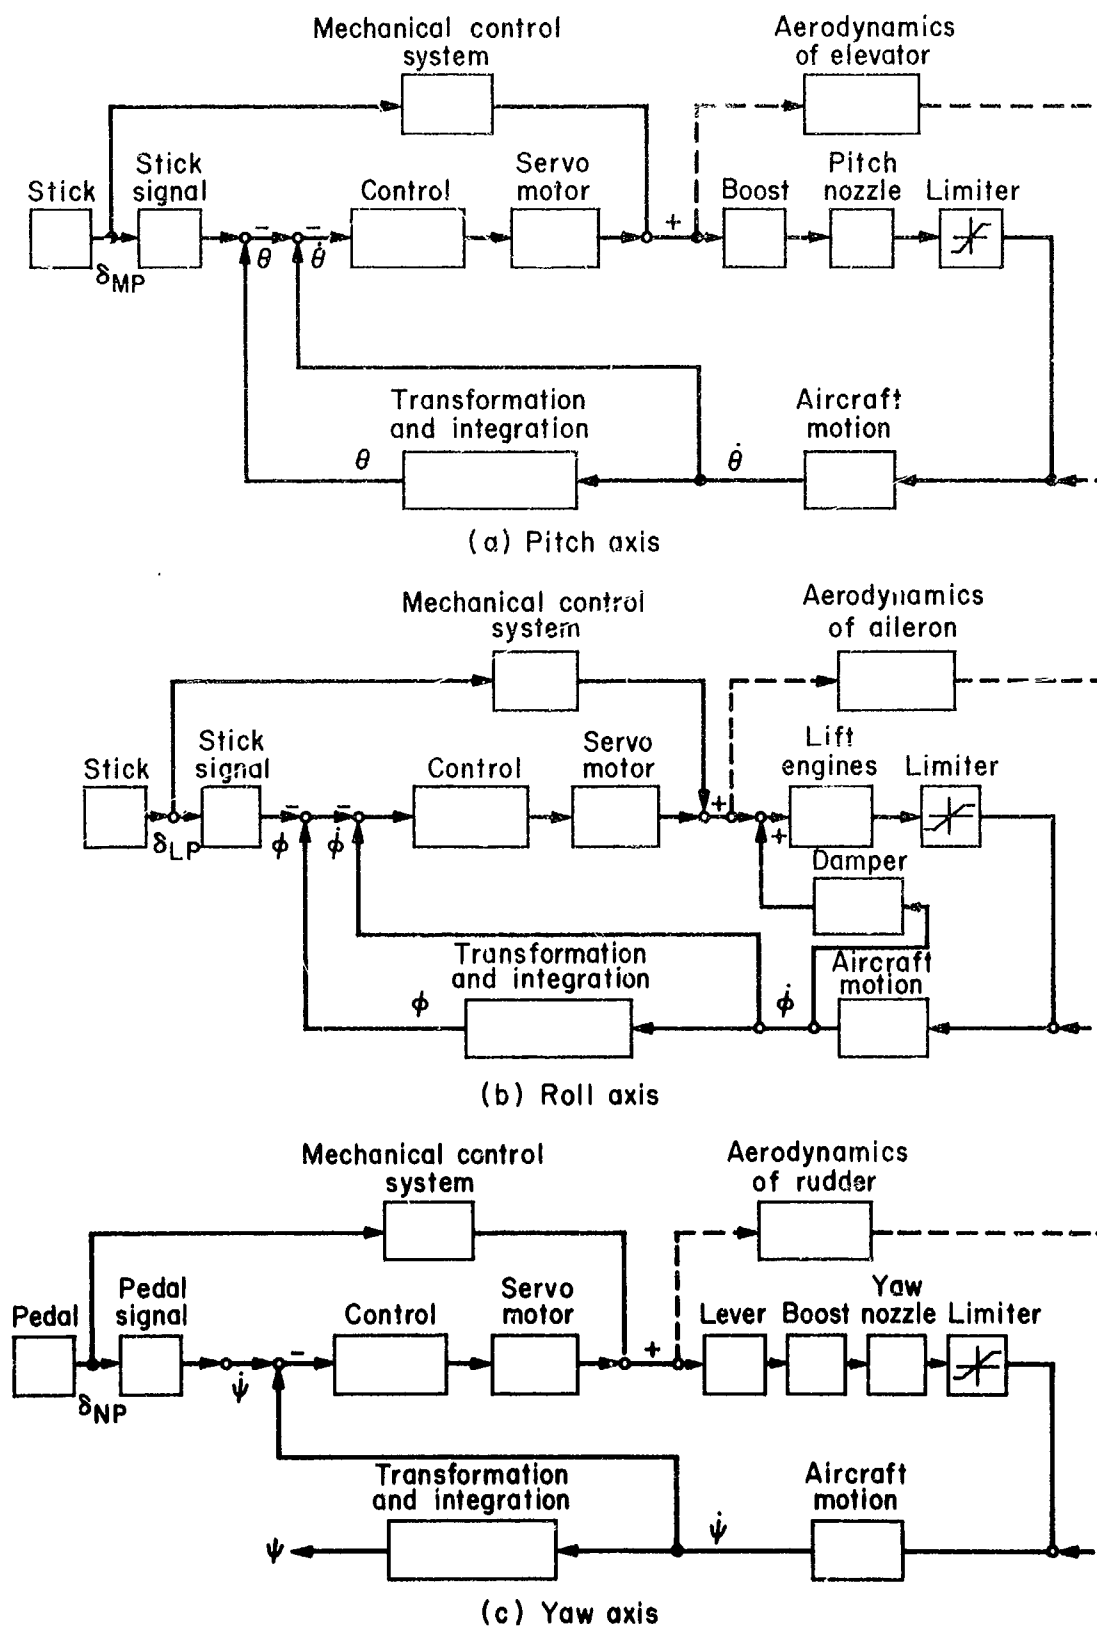 Mechanical control
system
Aerodynamics
of elevator
Stick
Stick
signal
Control
Servo
motor
Boost
Pitch
nozzle
Limiter
δMP
−
θ
−
θ̇
+
Transformation
and integration
θ
θ̇
Aircraft
motion
(a) Pitch axis
Mechanical control
system
Aerodynamics
of aileron
Stick
Stick
signal
Control
Servo
motor
Lift
engines
Limiter
δLP
−
ϕ
−
ϕ̇
+
+
Damper
Transformation
and integration
ϕ
ϕ̇
Aircraft
motion
(b) Roll axis
Mechanical control
system
Aerodynamics
of rudder
Pedal
Pedal
signal
Control
Servo
motor
Lever
Boost
Yaw
nozzle
Limiter
δNP
ψ̇
−
+
Transformation
and integration
ψ
ψ̇
Aircraft
motion
(c) Yaw axis